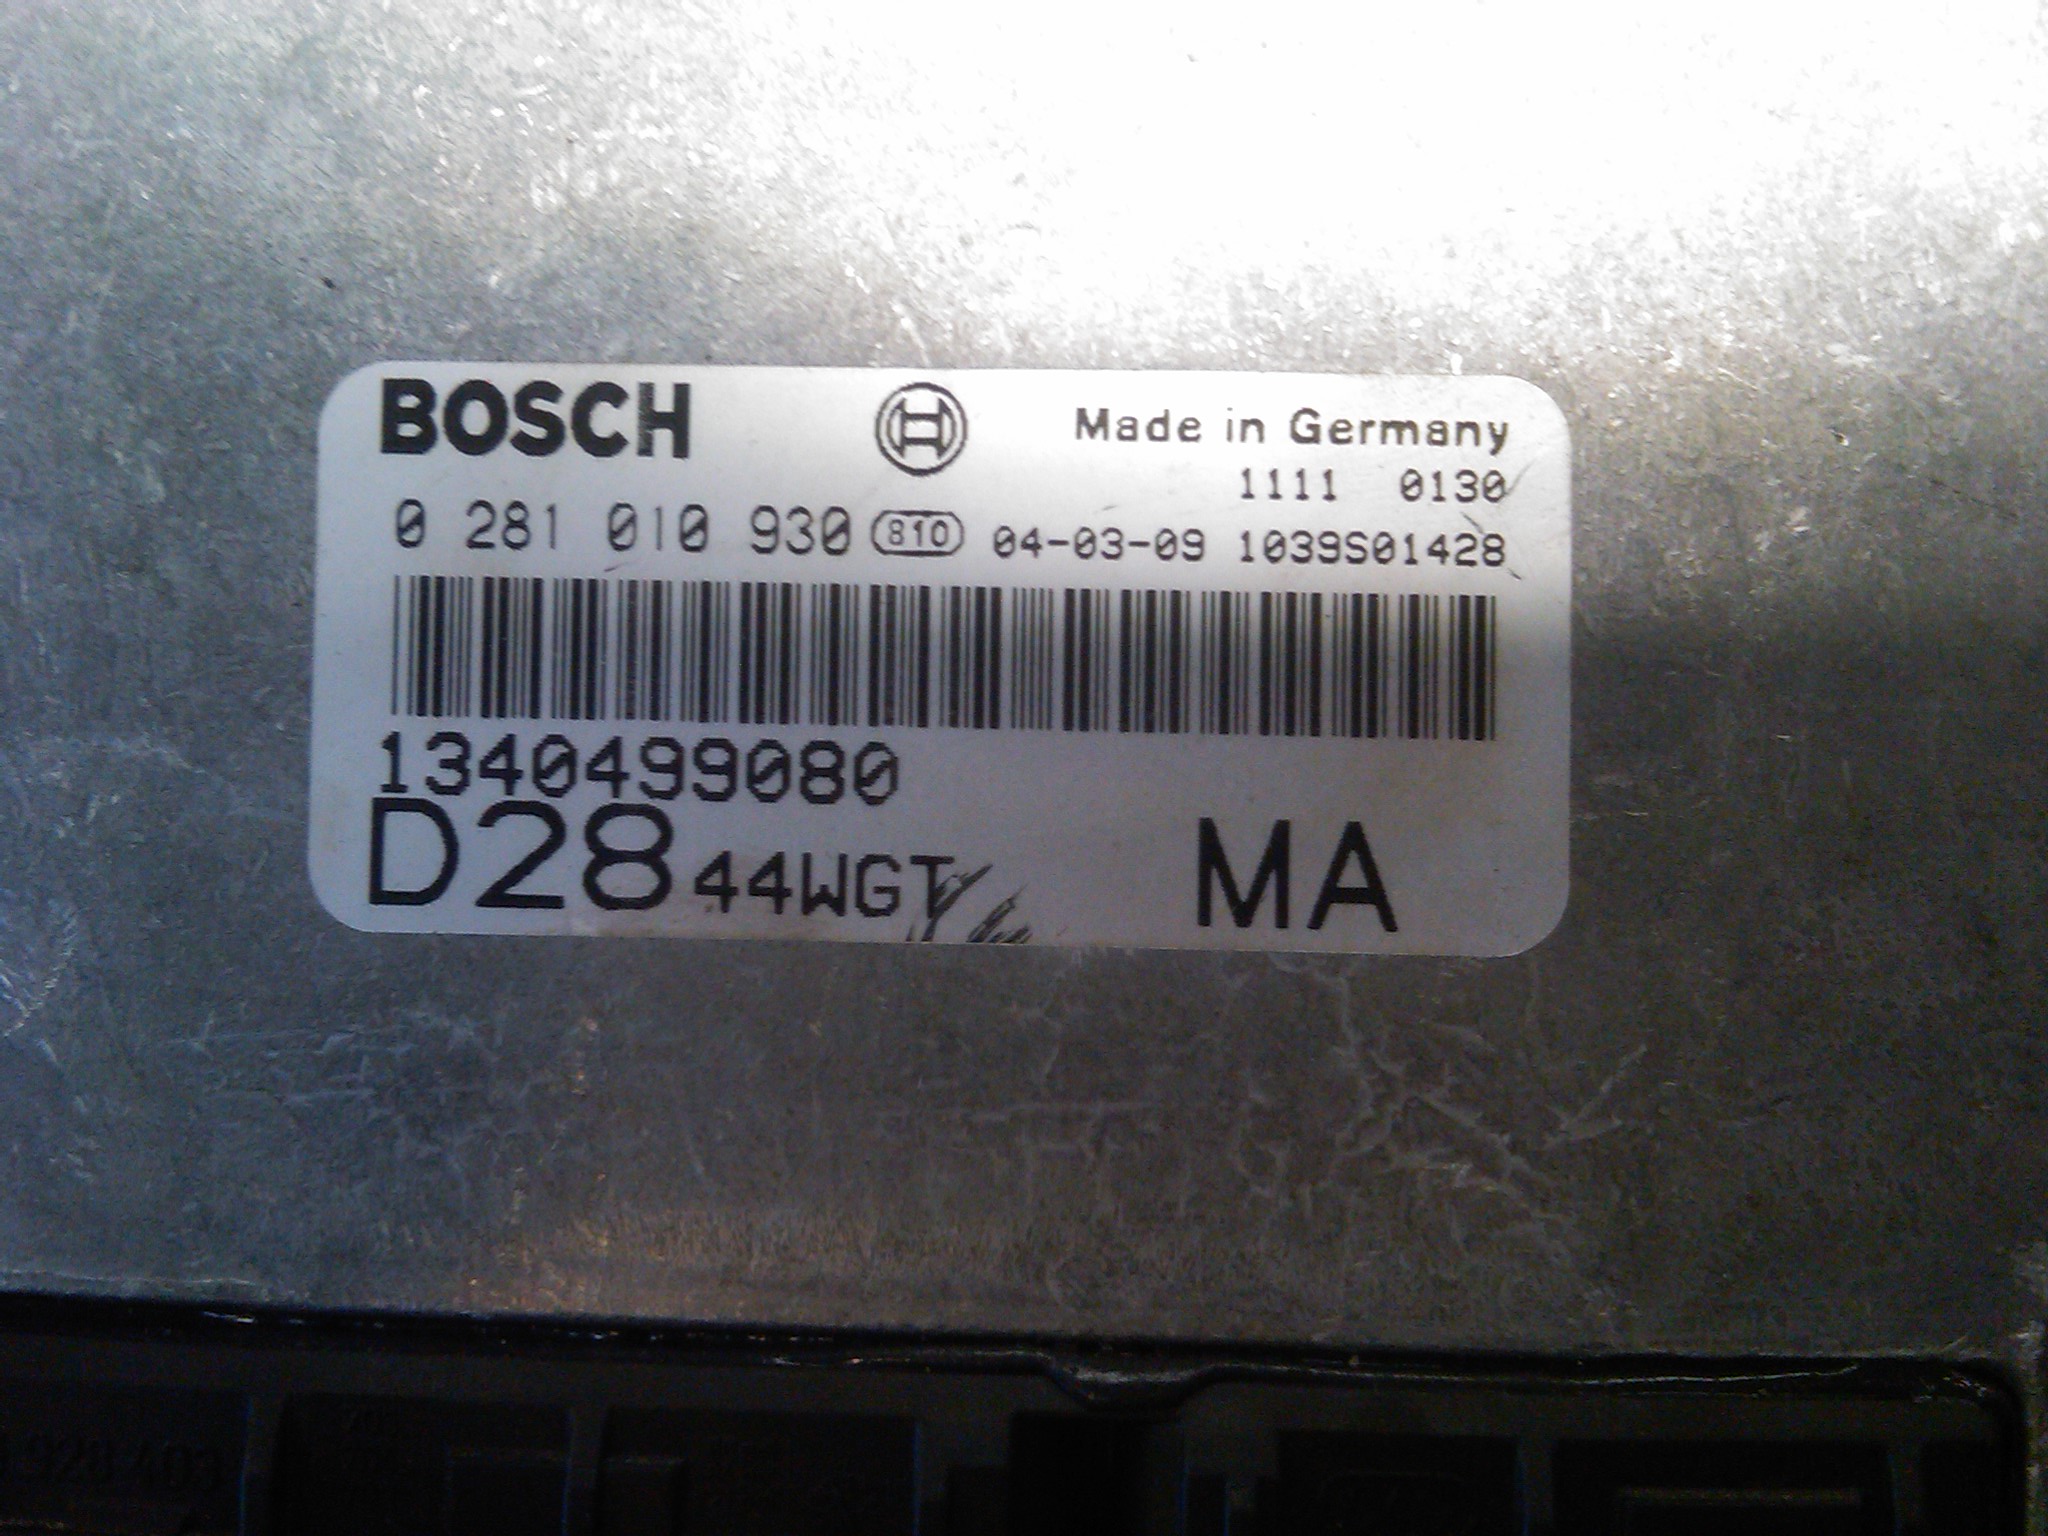 BOSCH Made in Germany
1111 0130
0 281 010 930 810 04-03-09 1039S01428
1340499080
D28 44WGT MA